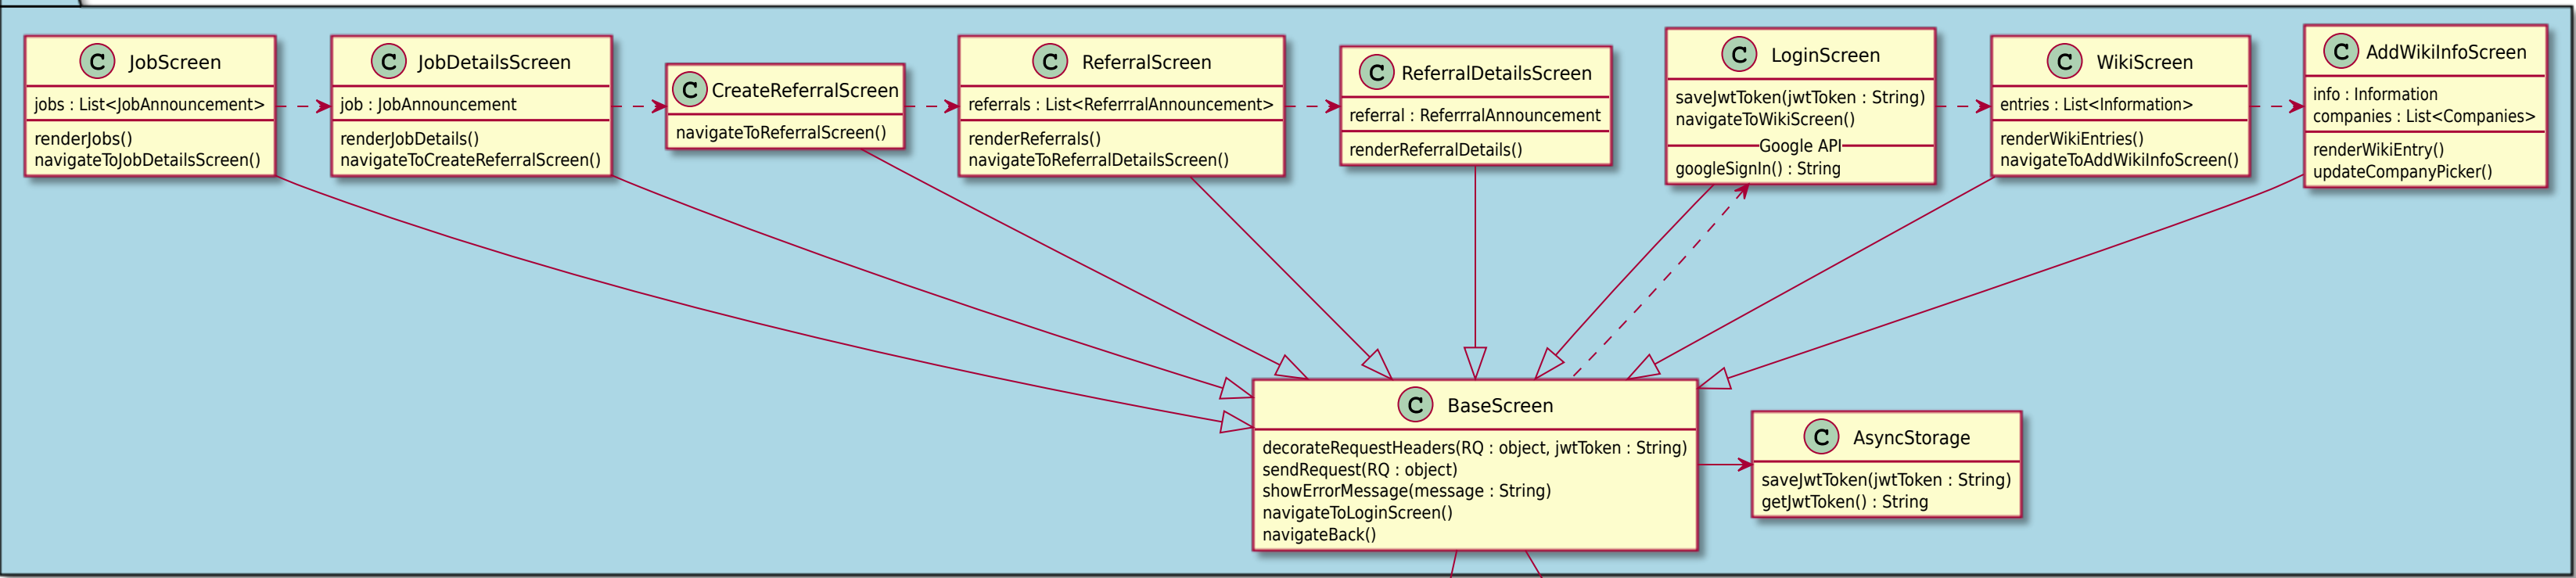 C JobScreen
jobs : List<JobAnnouncement>
renderJobs()
navigateToJobDetailsScreen()
C JobDetailsScreen
job : JobAnnouncement
renderJobDetails()
navigateToCreateReferralScreen()
C CreateReferralScreen
navigateToReferralScreen()
C ReferralScreen
referrals : List<ReferrralAnnouncement>
renderReferrals()
navigateToReferralDetailsScreen()
C ReferralDetailsScreen
referral : ReferrralAnnouncement
renderReferralDetails()
C LoginScreen
saveJwtToken(jwtToken : String)
navigateToWikiScreen()
Google API
googleSignIn() : String
C WikiScreen
entries : List<Information>
renderWikiEntries()
navigateToAddWikiInfoScreen()
C AddWikiInfoScreen
info : Information
companies : List<Companies>
renderWikiEntry()
updateCompanyPicker()
C BaseScreen
decorateRequestHeaders(RQ : object, jwtToken : String)
sendRequest(RQ : object)
showErrorMessage(message : String)
navigateToLoginScreen()
navigateBack()
C AsyncStorage
saveJwtToken(jwtToken : String)
getJwtToken() : String